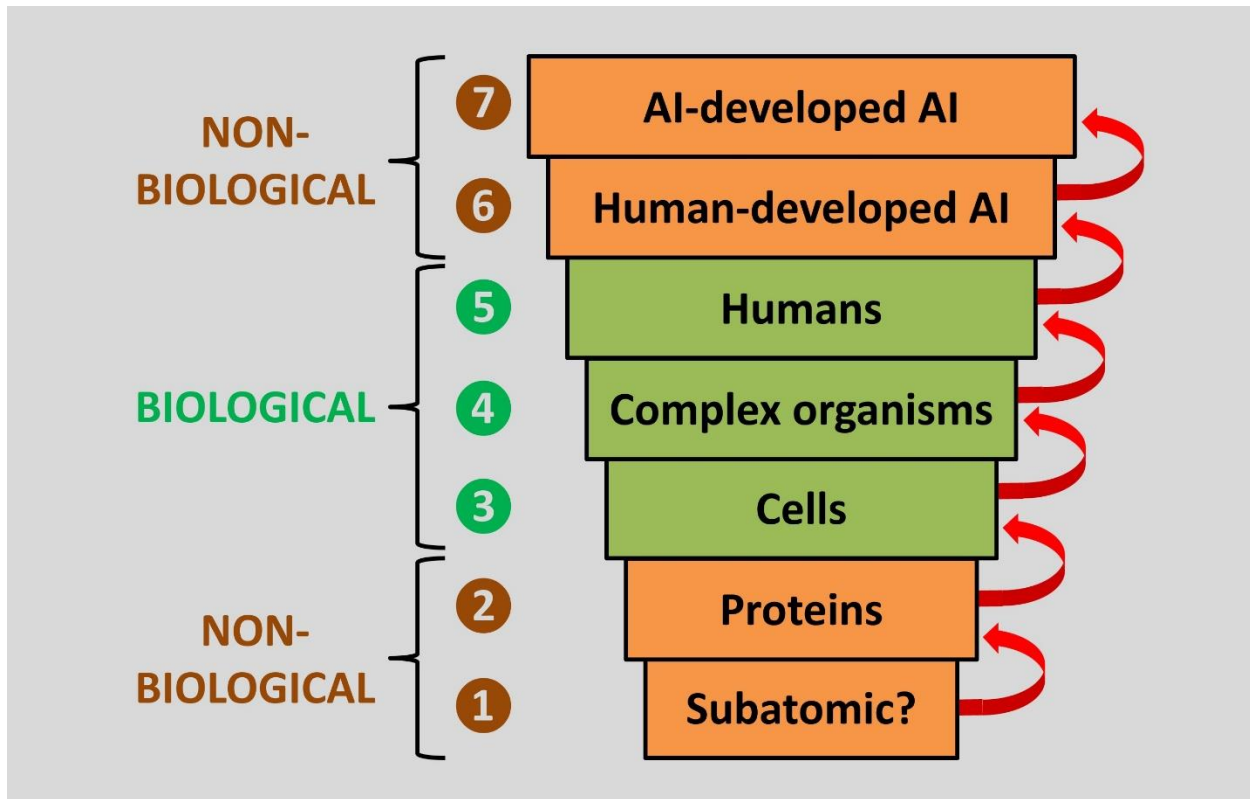 NON-
BIOLOGICAL
7
AI-developed AI
6
Human-developed AI
BIOLOGICAL
5
Humans
4
Complex organisms
3
Cells
NON-
BIOLOGICAL
2
Proteins
1
Subatomic?